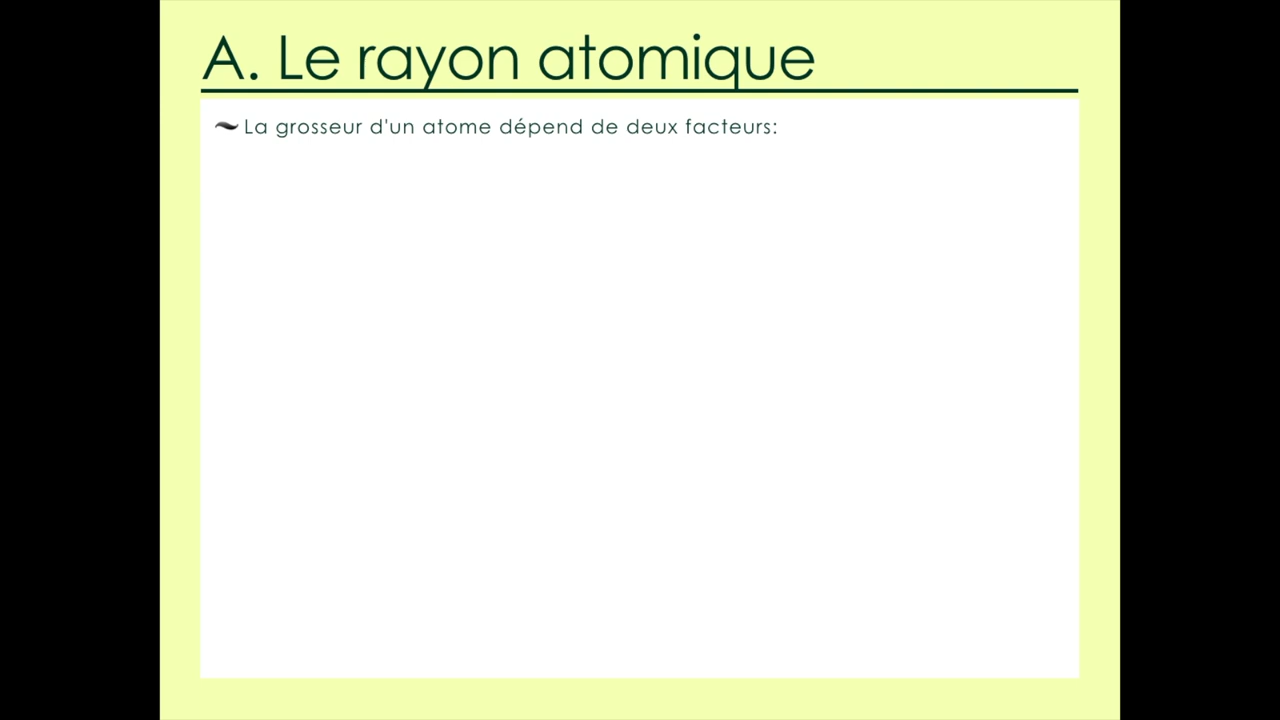 A. Le rayon atomique
La grosseur d'un atome dépend de deux facteurs: